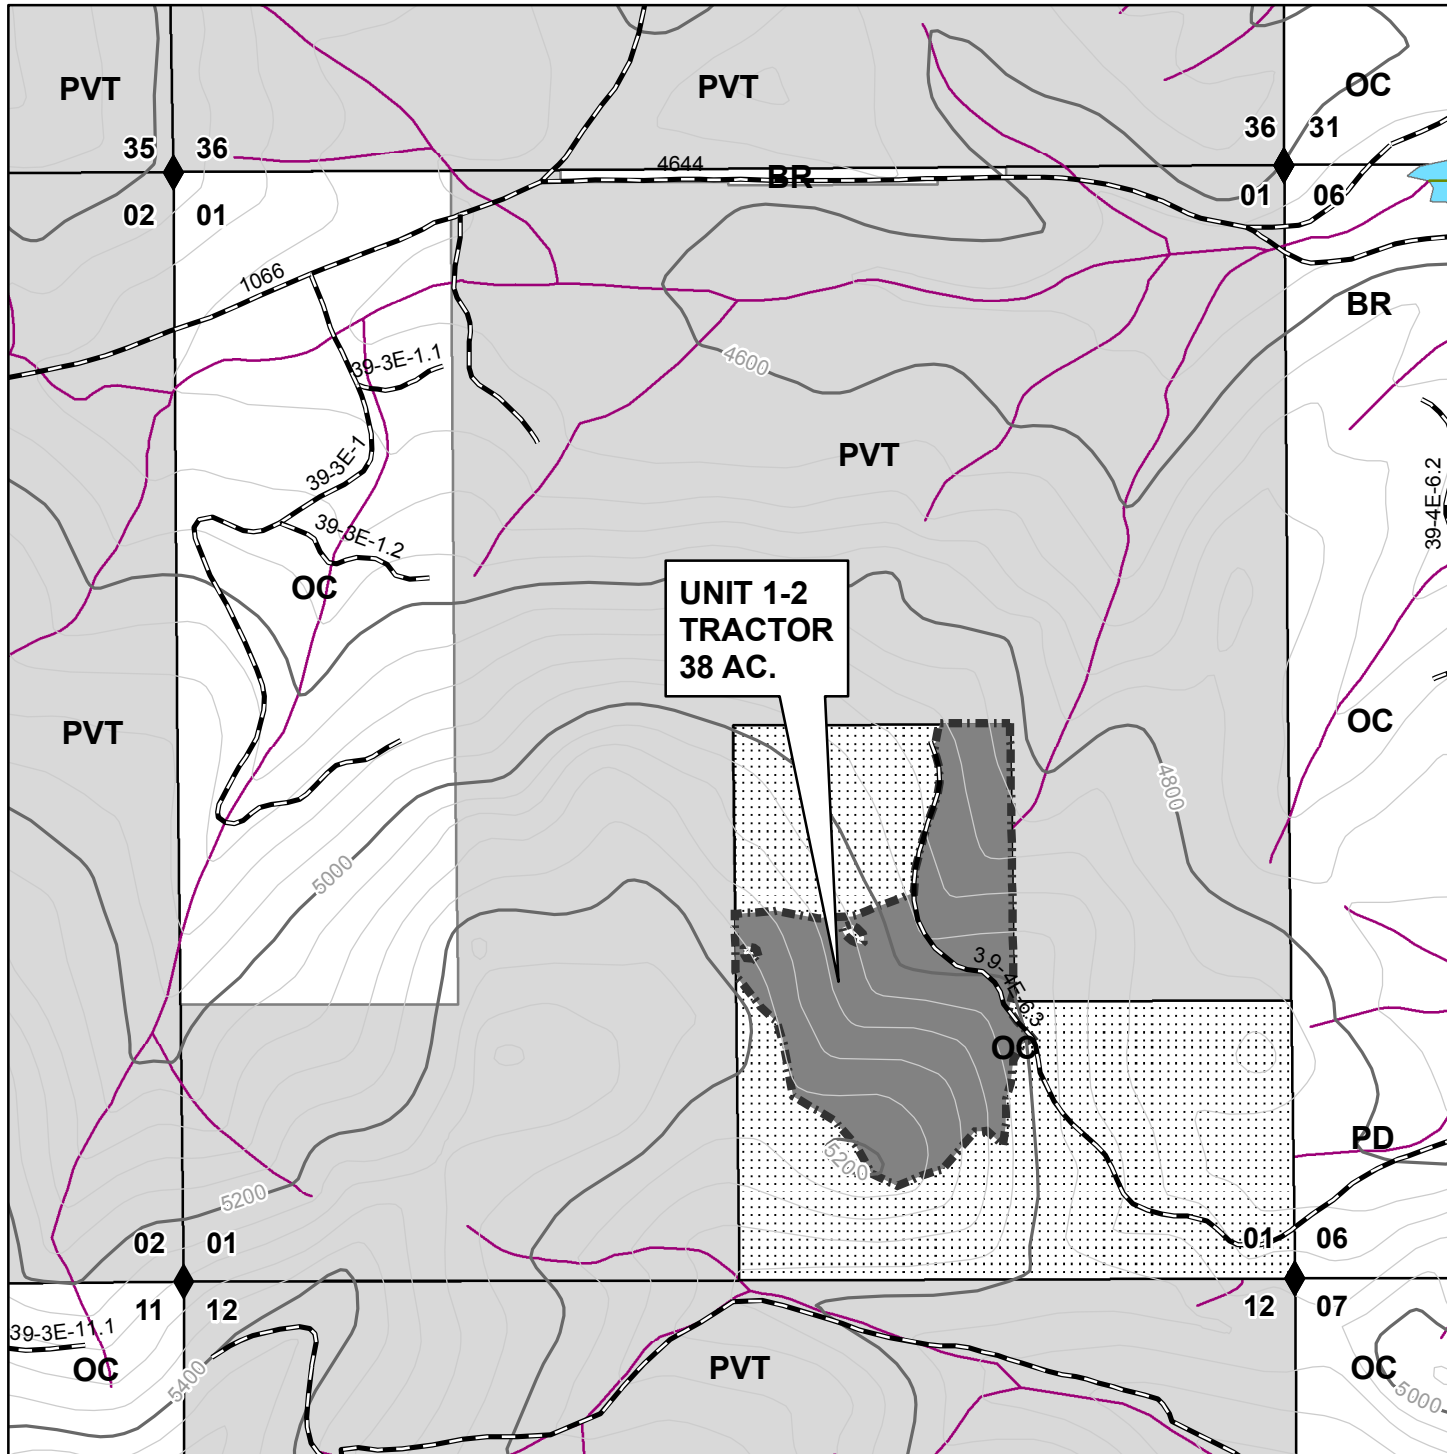 PVT
PVT
OC
35
36
36
31
4644
BR
02
01
01
06
1066
BR
39-3E-1.1
4600
PVT
39-3E-1
39-4E-6.2
39-3E-1.2
OC
UNIT 1-2
TRACTOR
38 AC.
PVT
OC
4800
5000
39-4E-6.3
OC
PD
5200
5200
02
01
01
06
11
12
12
07
39-3E-11.1
OC
PVT
OC
5400
5000